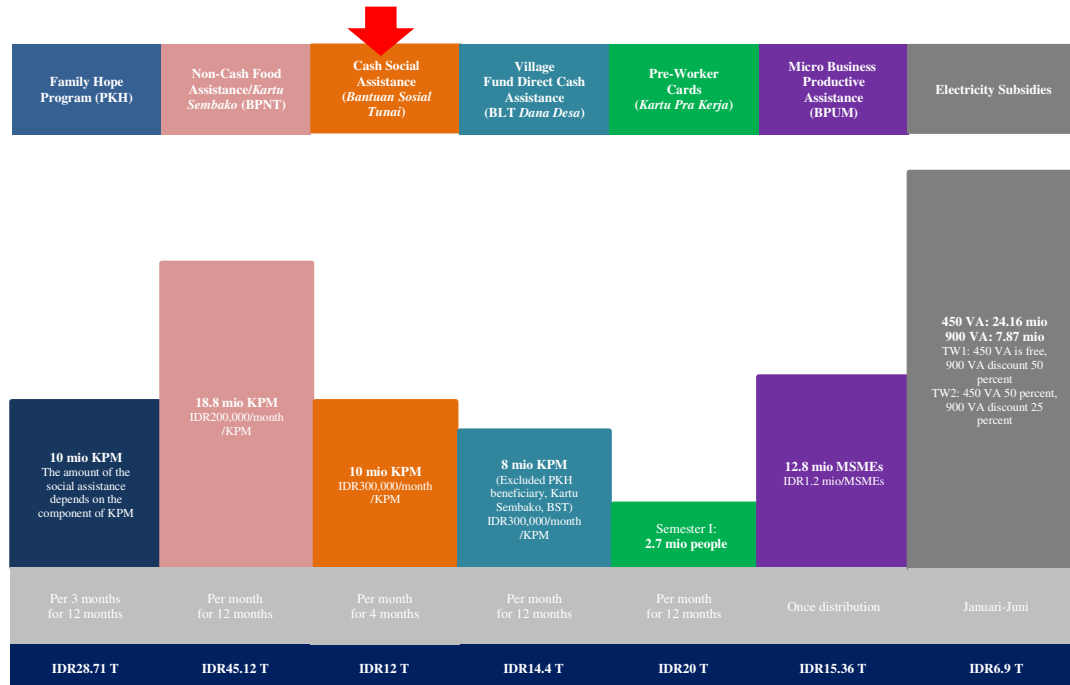 Family Hope
Program (PKH)
Non-Cash Food
Assistance/Kartu
Sembako (BPNT)
Cash Social
Assistance
(Bantuan Sosial
Tunai)
Village
Fund Direct Cash
Assistance
(BLT Dana Desa)
Pre-Worker
Cards
(Kartu Pra Kerja)
Micro Business
Productive
Assistance
(BPUM)
Electricity Subsidies
10 mio KPM
The amount of the
social assistance
depends on the
component of KPM
18.8 mio KPM
IDR200,000/month
/KPM
10 mio KPM
IDR300,000/month
/KPM
8 mio KPM
(Excluded PKH
beneficiary, Kartu
Sembako, BST)
IDR300,000/month
/KPM
Semester I:
2.7 mio people
12.8 mio MSMEs
IDR1.2 mio/MSMEs
450 VA: 24.16 mio
900 VA: 7.87 mio
TW1: 450 VA is free,
900 VA discount 50
percent
TW2: 450 VA 50 percent,
900 VA discount 25
percent
Per 3 months
for 12 months
Per month
for 12 months
Per month
for 4 months
Per month
for 12 months
Per month
for 12 months
Once distribution
Januari-Juni
IDR28.71 T
IDR45.12 T
IDR12 T
IDR14.4 T
IDR20 T
IDR15.36 T
IDR6.9 T